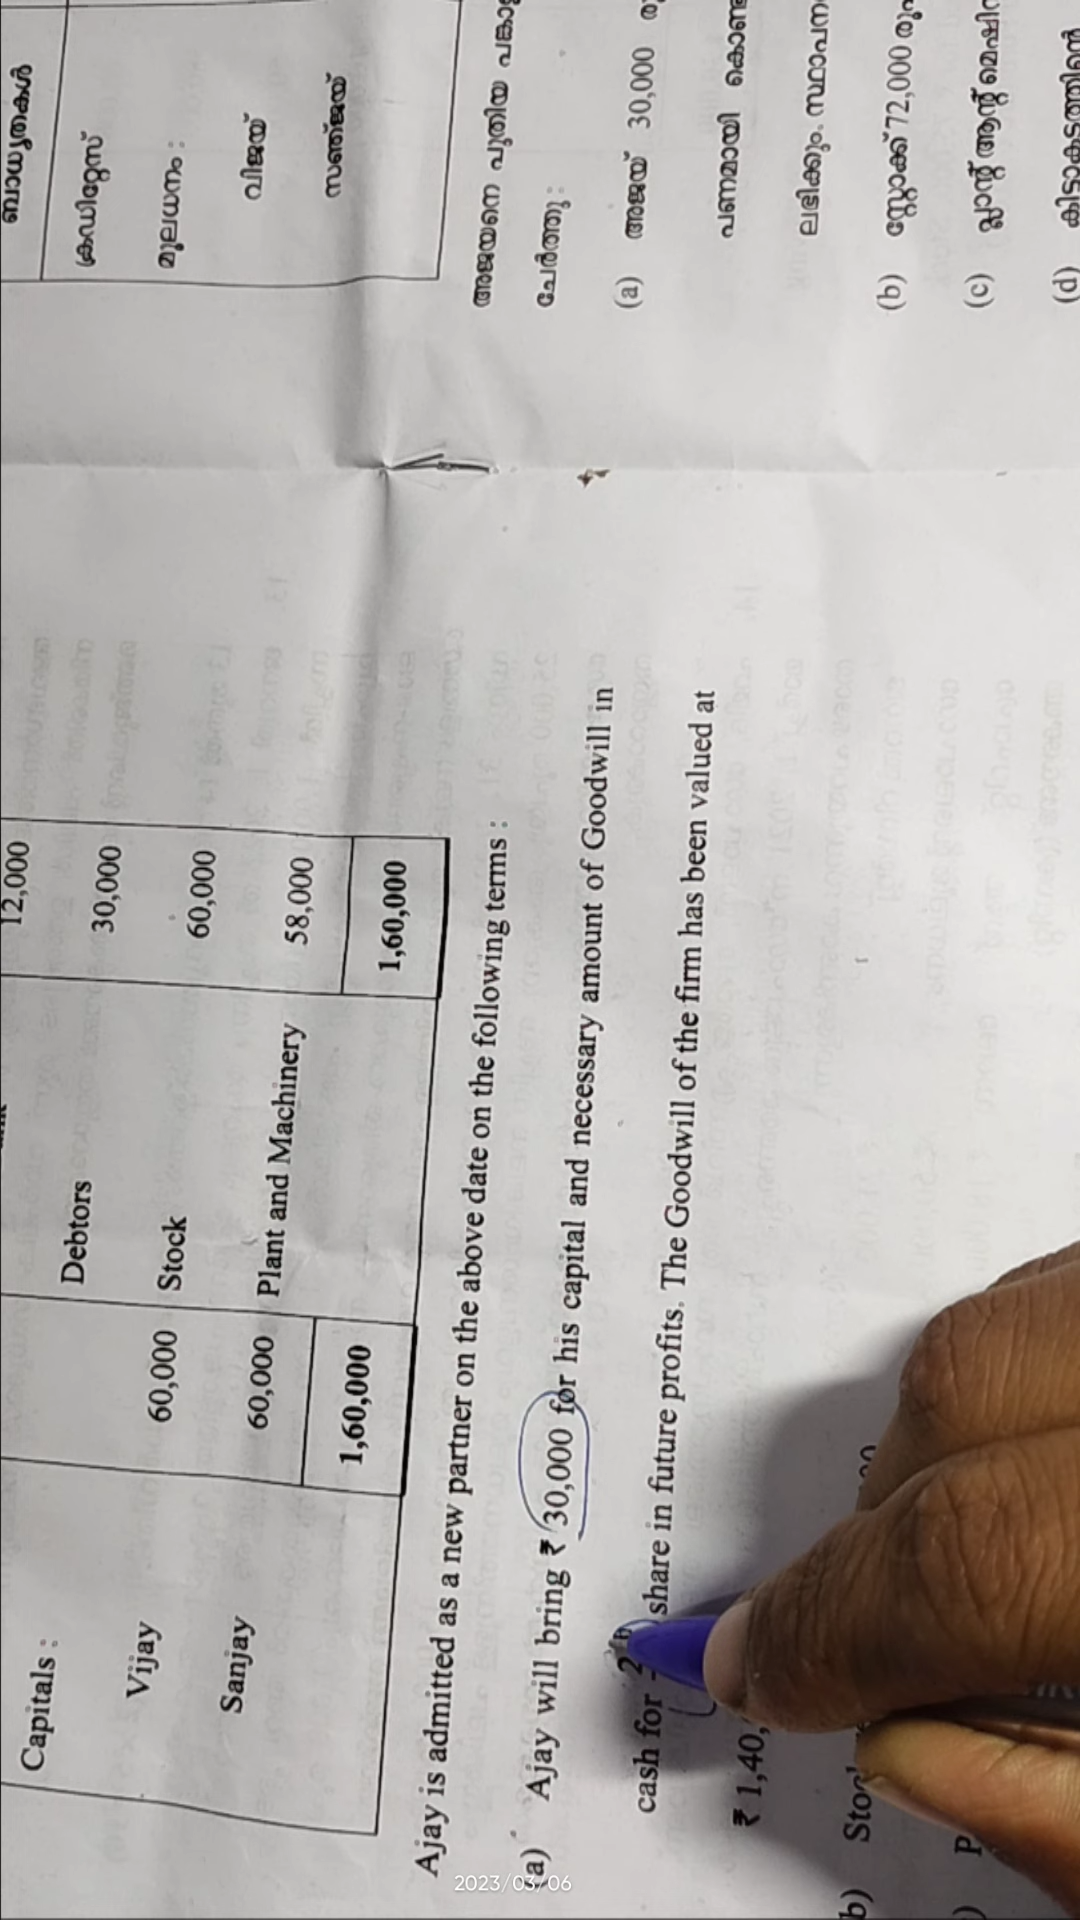 12,000
Debtors 30,000
Capitals :
Vijay 60,000 Stock 60,000
Sanjay 60,000 Plant and Machinery 58,000
1,60,000 1,60,000
Ajay is admitted as a new partner on the above date on the following terms :
(a) Ajay will bring ₹ 30,000 for his capital and necessary amount of Goodwill in
cash for share in future profits. The Goodwill of the firm has been valued at
₹ 1,40,
b)
ബാധ്യതകൾ
ക്രഡിറ്റേഴ്സ്
മൂലധനം :
വിജയ്
സഞ്ജയ്
അജയനെ പുതിയ
ചേർത്തു :
(a) അജയ് 30,000
പണമായി
ലഭിക്കും.
(b) സ്റ്റോക്ക് 72,000
(c) പ്ലാന്റ് ആന്റ്
(d) കിട്ടാകടത്തിന്റെ
2023/03/06